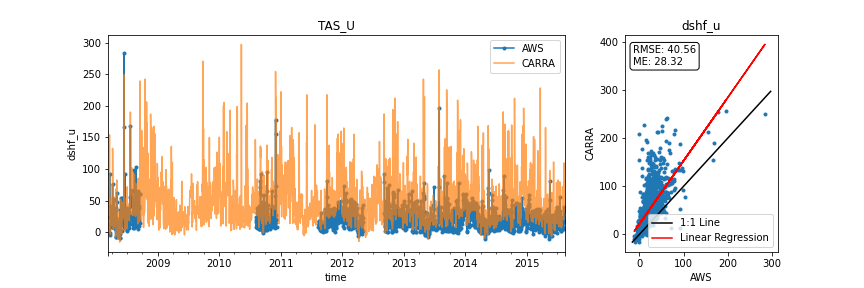 TAS_U
300
250
200
150
100
50
0
dshf_u
AWS
CARRA
2009
2010
2011
2012
2013
2014
2015
time
dshf_u
400
300
200
100
0
CARRA
RMSE: 40.56
ME: 28.32
1:1 Line
Linear Regression
0
100
200
300
AWS